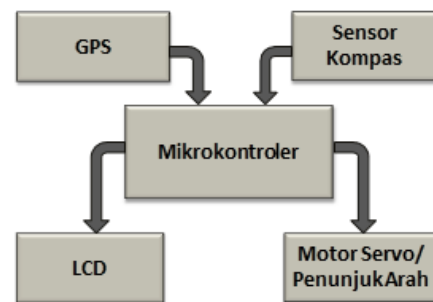 GPS
Sensor
Kompas
Mikrokontroler
LCD
Motor Servo/
PenunjukArah